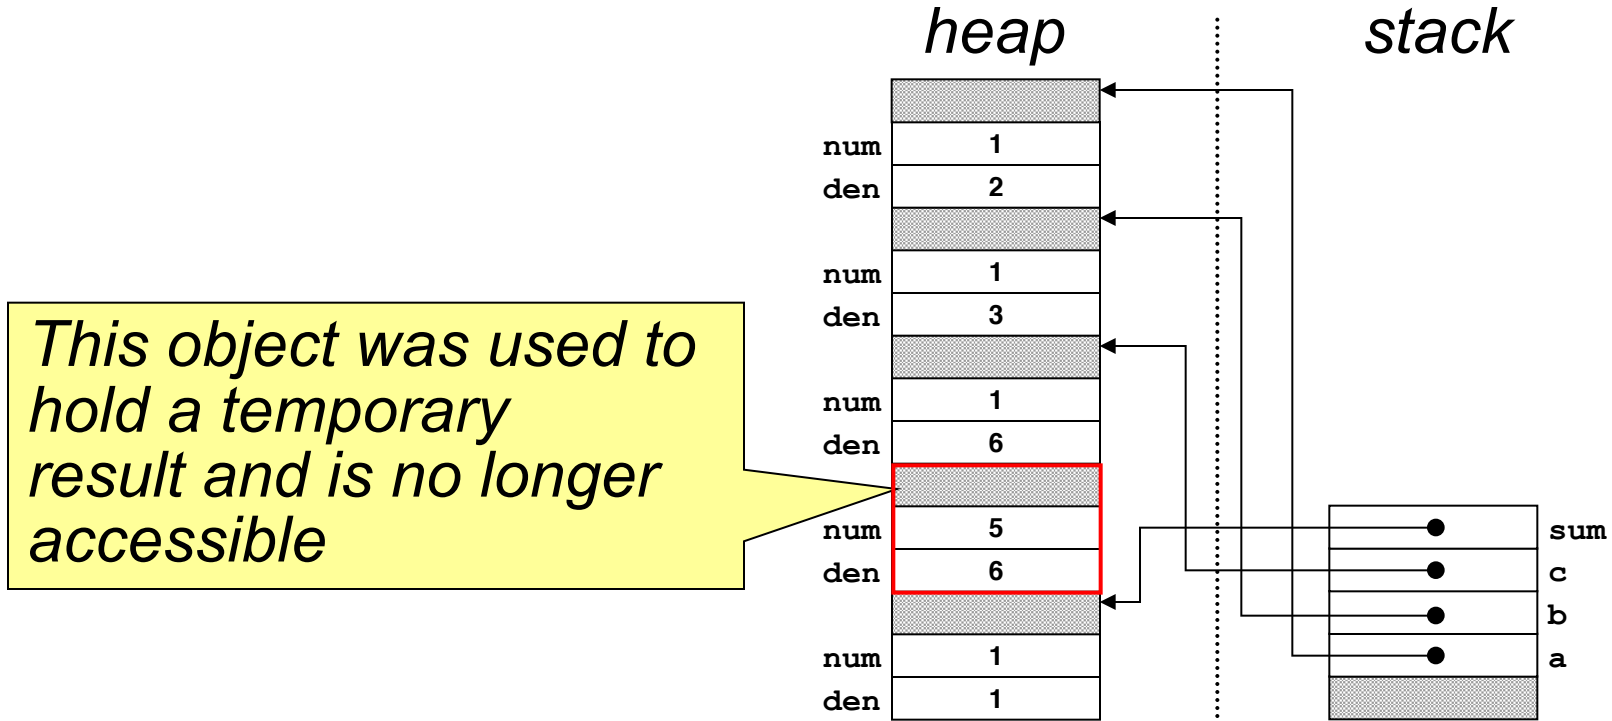 heap
stack
num 1
den 2
num 1
den 3
num 1
den 6
num 5
den 6
num 1
den 1
This object was used to
hold a temporary
result and is no longer
accessible
sum
c
b
a